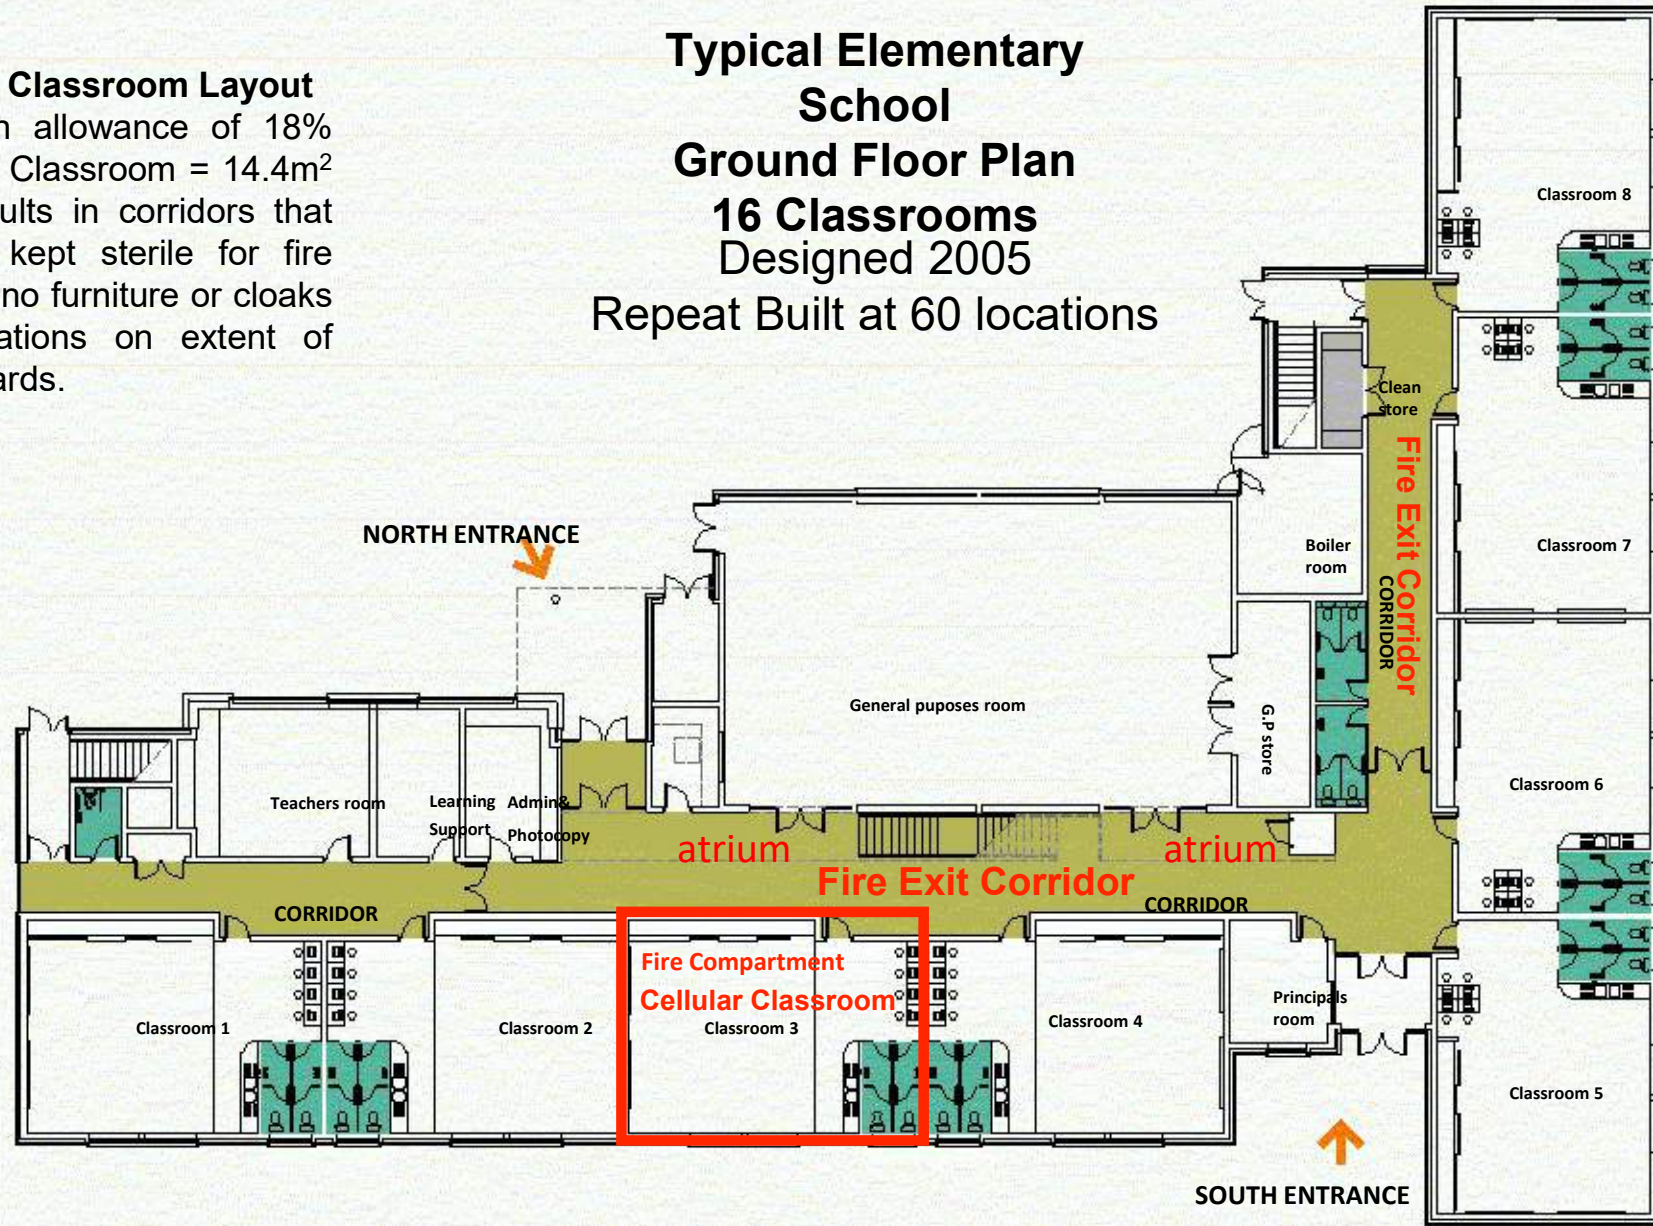 Typical Elementary
School
Ground Floor Plan
16 Classrooms
Designed 2005
Repeat Built at 60 locations
Classroom Layout
allowance of 18%
Classroom = 14.4m²
in corridors that
kept sterile for fire
no furniture or cloaks
on extent of
NORTH ENTRANCE
Classroom 8
Clean
store
Fire Exit Corridor
CORRIDOR
Boiler
room
Classroom 7
General puposes room
G.P store
Classroom 6
Teachers room
Learning
Support
Admin&
Photocopy
atrium
atrium
Fire Exit Corridor
CORRIDOR
CORRIDOR
Fire Compartment
Cellular Classroom
Classroom 1
Classroom 2
Classroom 3
Classroom 4
Principals
room
Classroom 5
SOUTH ENTRANCE